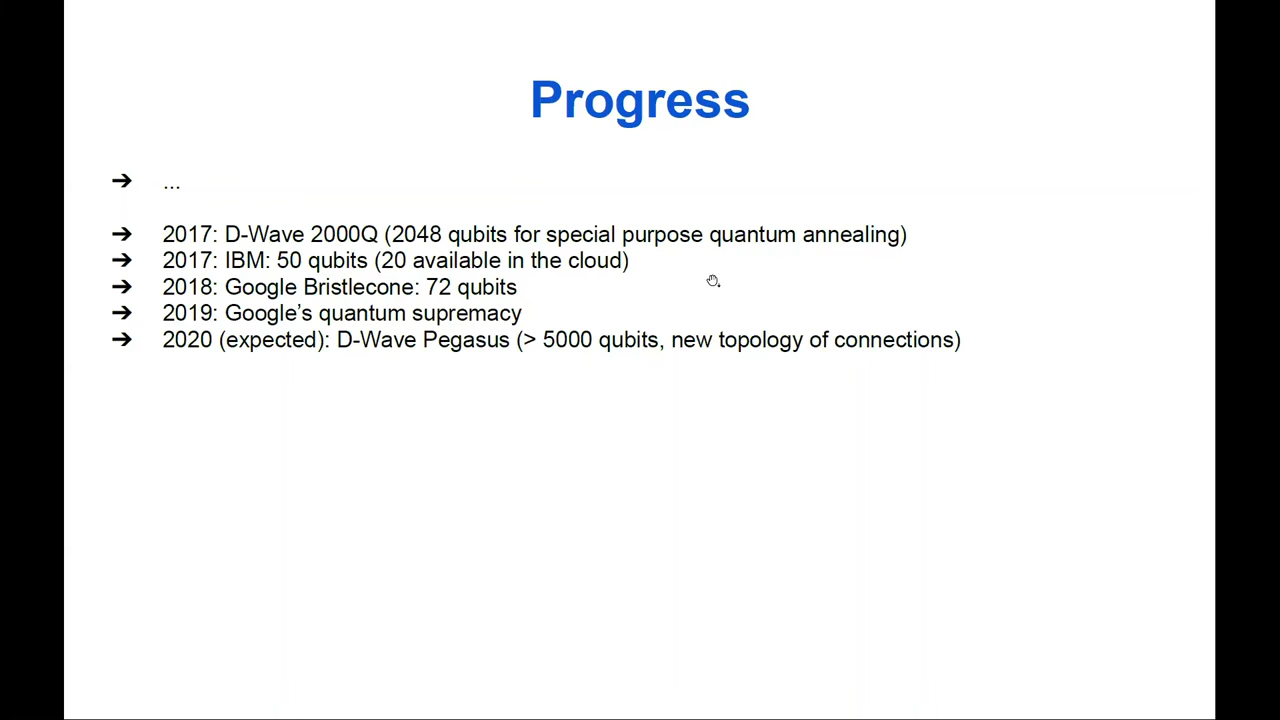 Progress
➔ ...
➔ 2017: D-Wave 2000Q (2048 qubits for special purpose quantum annealing)
➔ 2017: IBM: 50 qubits (20 available in the cloud)
➔ 2018: Google Bristlecone: 72 qubits
➔ 2019: Google’s quantum supremacy
➔ 2020 (expected): D-Wave Pegasus (> 5000 qubits, new topology of connections)